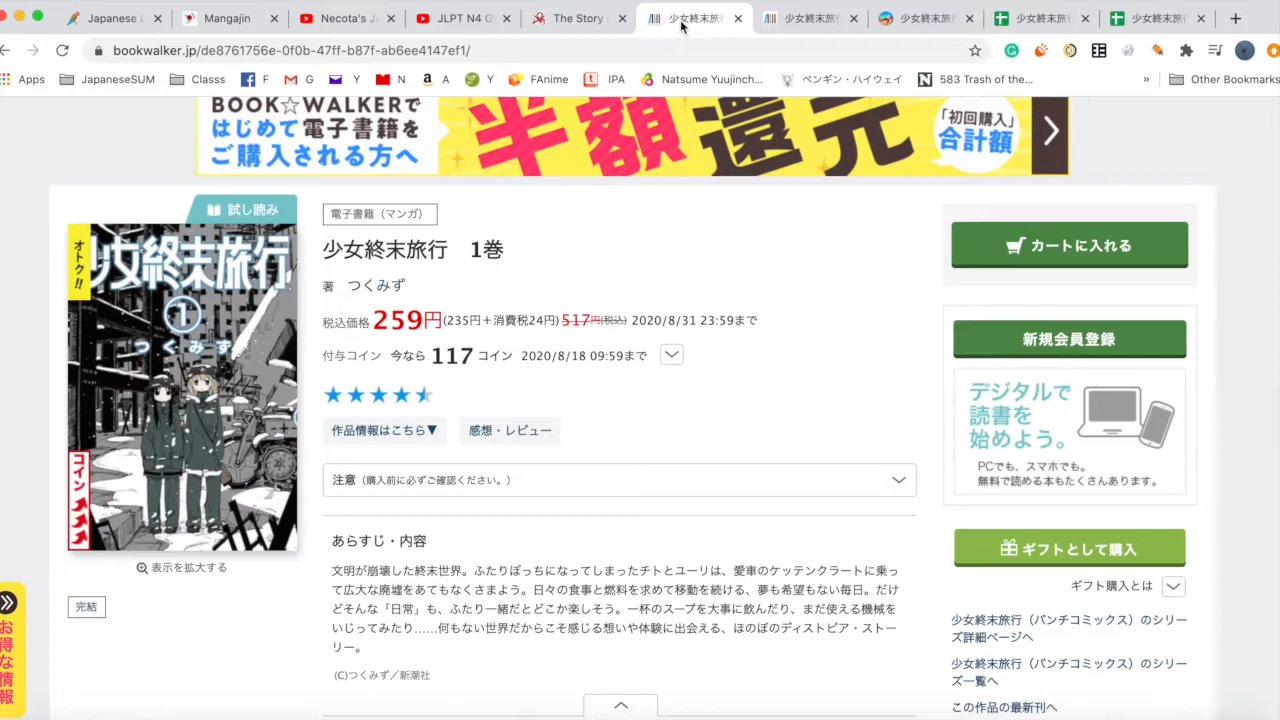 Japanese L
Mangajin
Necota's Ja
JLPT N4 G
The Story
少女終末旅行
少女終末旅行
少女終末旅行
少女終末旅行
少女終末旅行
bookwalker.jp/de8761756e-0f0b-47ff-b87f-ab6ee4147ef1/
Apps
JapaneseSUM
Classs
F
G
Y
N
A
Y
FAnime
IPA
Natsume Yuujinch...
ペンギン・ハイウェイ
583 Trash of the...
»
Other Bookmarks
BOOK☆WALKERで
はじめて電子書籍を
ご購入される方へ
半額還元
「初回購入」
合計額
試し読み
オトク!!
少女終末旅行
①
つくみず
コイン
表示を拡大する
完結
お得な情報
電子書籍（マンガ）
少女終末旅行 1巻
著 つくみず
税込価格 259円(235円＋消費税24円) 517円(税込) 2020/8/31 23:59まで
付与コイン 今なら 117 コイン 2020/8/18 09:59まで
作品情報はこちら▼
感想・レビュー
注意（購入前に必ずご確認ください。）
あらすじ・内容
文明が崩壊した終末世界。ふたりぼっちになってしまったチトとユーリは、愛車のケッテンクラートに乗っ
て広大な廃墟をあてもなくさまよう。日々の食事と燃料を求めて移動を続ける、夢も希望もない毎日。だけ
どそんな「日常」も、ふたり一緒だとどこか楽しそう。一杯のスープを大事に飲んだり、まだ使える機械を
いじってみたり……何もない世界だからこそ感じる想いや体験に出会える、ほのぼのディストピア・ストー
リー。
(C)つくみず／新潮社
カートに入れる
新規会員登録
デジタルで
読書を
始めよう。
PCでも、スマホでも。
無料で読める本もたくさんあります。
ギフトとして購入
ギフト購入とは
少女終末旅行（バンチコミックス）のシリー
ズ詳細ページへ
少女終末旅行（バンチコミックス）のシリー
ズ一覧へ
この作品の最新刊へ